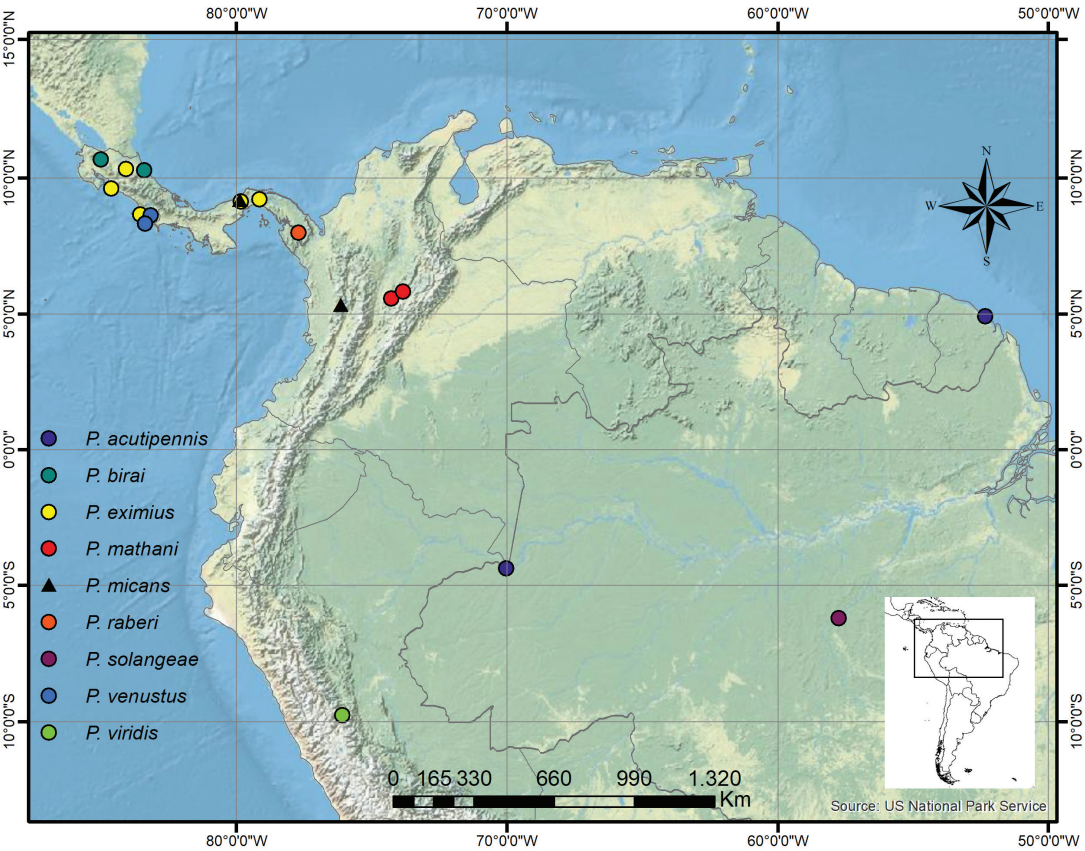 80°0'0"W 70°0'0"W 60°0'0"W 50°0'0"W
15°0'0"N
10°0'0"N 10°0'0"N
5°0'0"N 5°0'0"N
0°0'0" 0°0'0"
5°0'0"S 5°0'0"S
10°0'0"S 10°0'0"S
N
W E
S
P. acutipennis
P. birai
P. eximius
P. mathani
P. micans
P. raberi
P. solangeae
P. venustus
P. viridis
0 165 330 660 990 1.320
Km
Source: US National Park Service
80°0'0"W 70°0'0"W 60°0'0"W 50°0'0"W